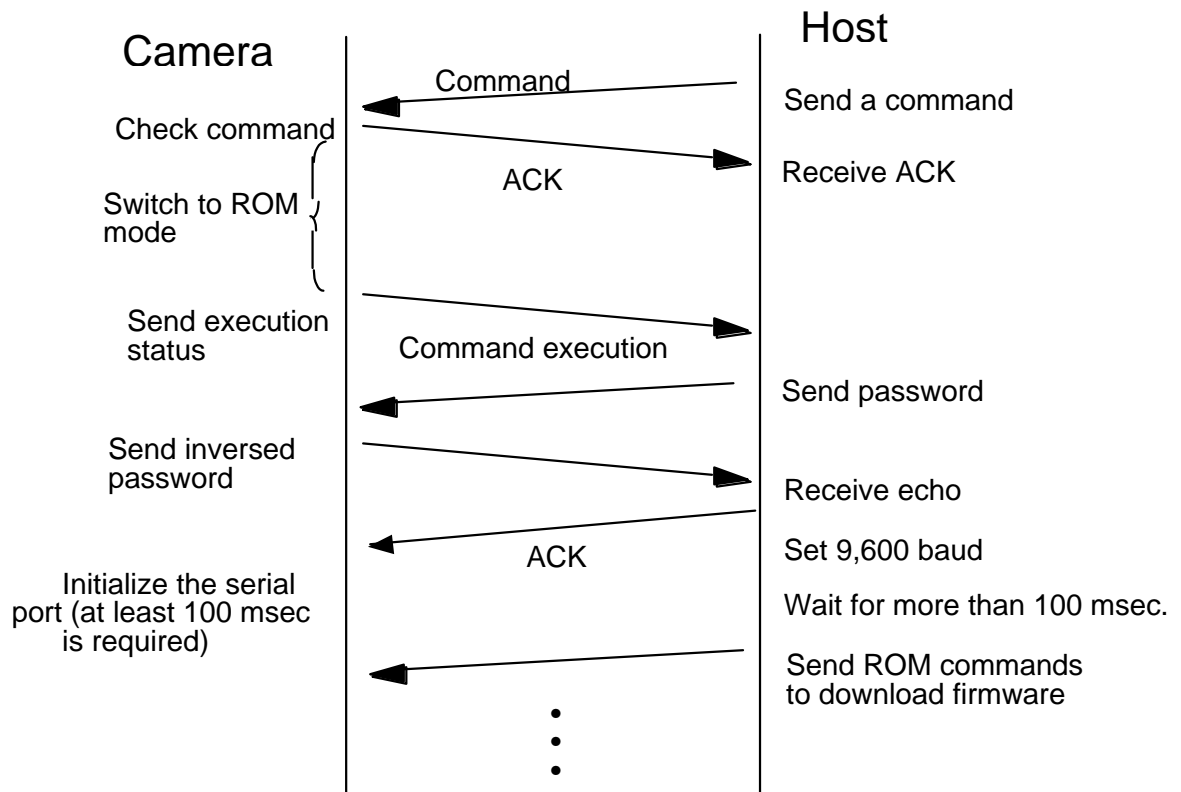 Camera
Host
Command
Send a command
Check command
ACK
Receive ACK
Switch to ROM
mode
Send execution
status
Command execution
Send password
Send inversed
password
Receive echo
ACK
Set 9,600 baud
Initialize the serial
port (at least 100 msec
is required)
Wait for more than 100 msec.
Send ROM commands
to download firmware